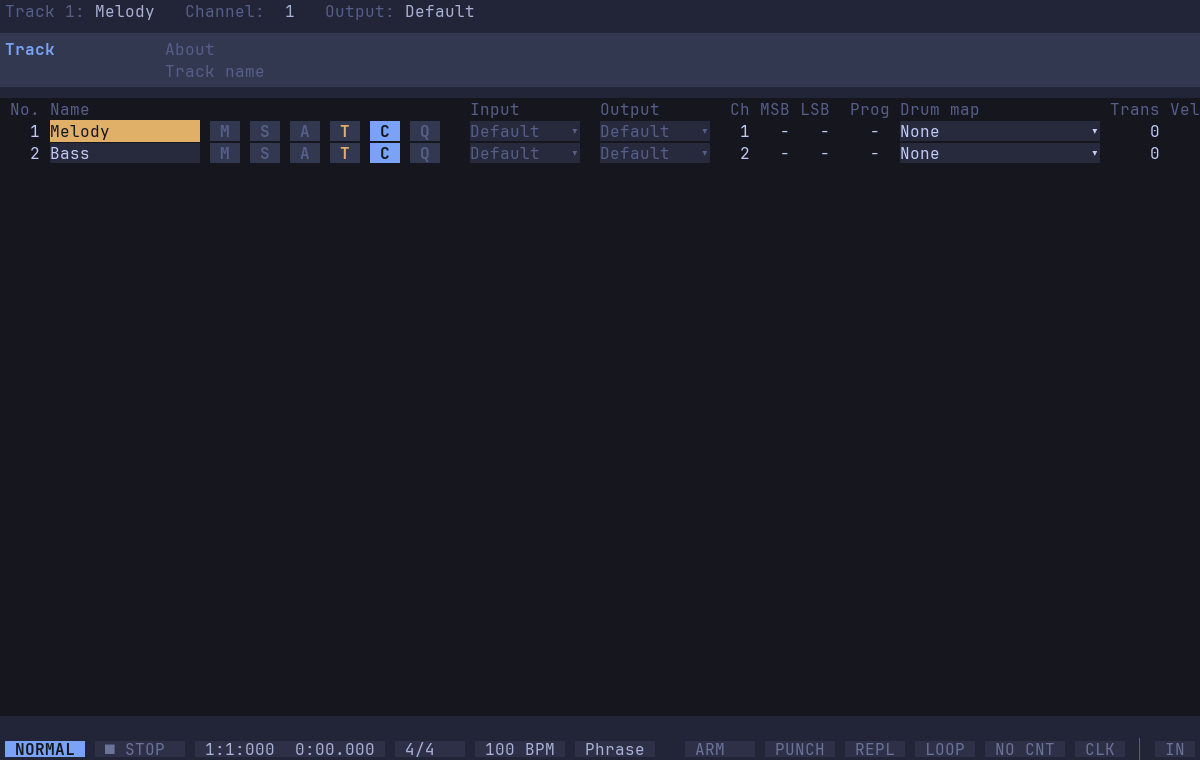 Track 1: Melody Channel: 1 Output: Default
Track About
Track name
No. Name Input Output Ch MSB LSB Prog Drum map Trans Vel
1 Melody M S A T C Q Default ▾ Default ▾ 1 - - - None ▾ 0
2 Bass M S A T C Q Default ▾ Default ▾ 2 - - - None ▾ 0
NORMAL ■ STOP 1:1:000 0:00.000 4/4 100 BPM Phrase ARM PUNCH REPL LOOP NO CNT CLK IN